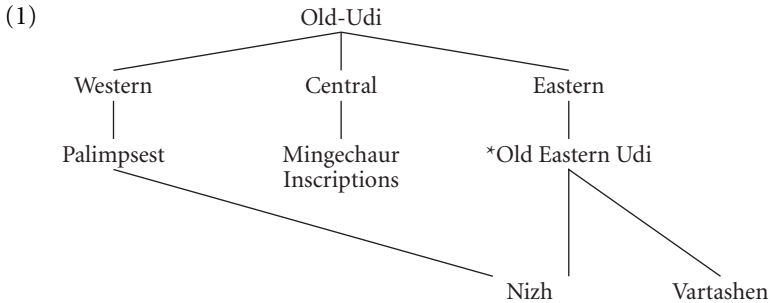 (1)
Old-Udi
Western Central Eastern
Palimpsest Mingechaur *Old Eastern Udi
Inscriptions
Nizh Vartashen